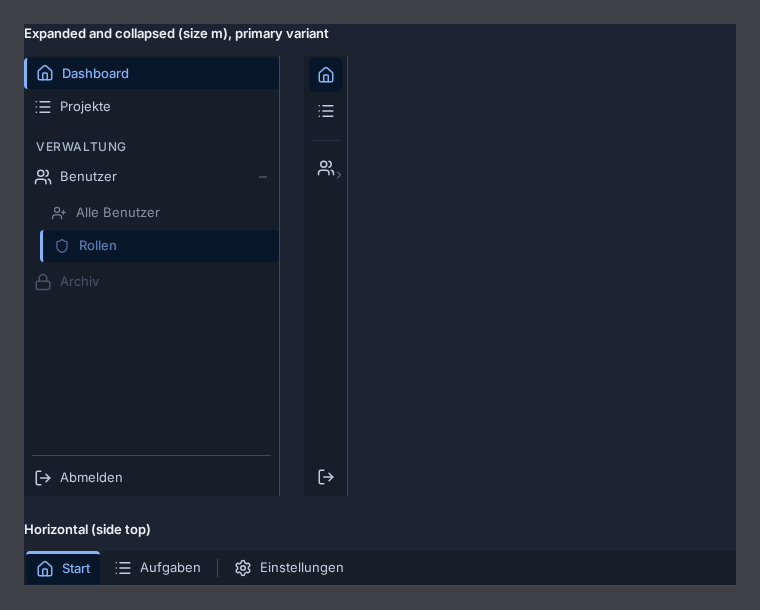 Expanded and collapsed (size m), primary variant
Dashboard
Projekte
VERWALTUNG
Benutzer
Alle Benutzer
Rollen
Archiv
Abmelden
Horizontal (side top)
Start
Aufgaben
Einstellungen